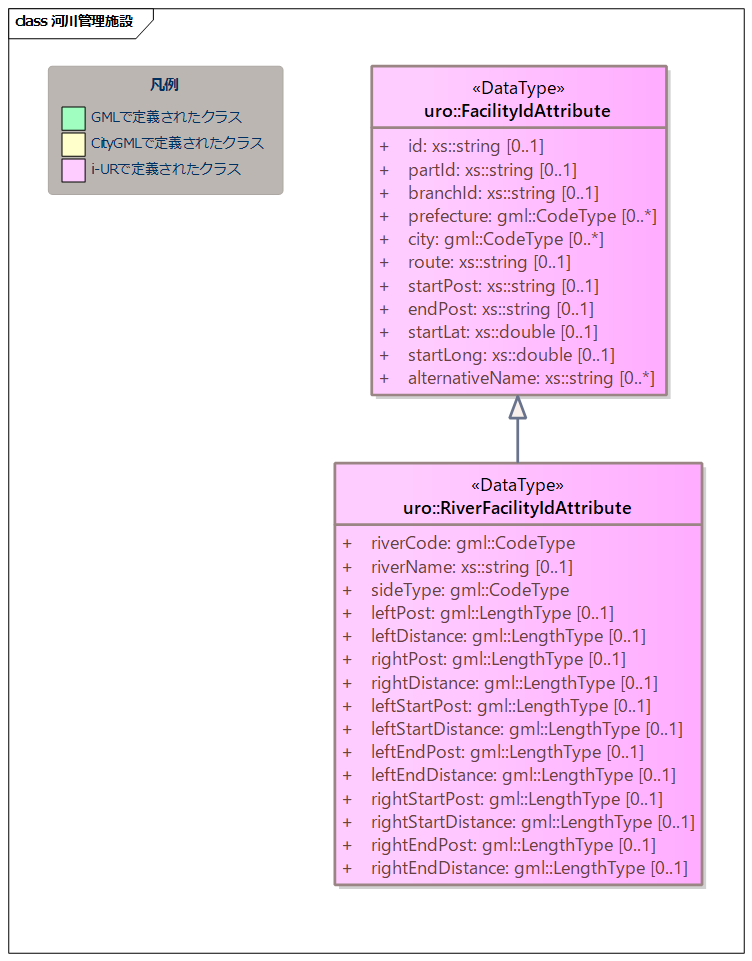 class 河川管理施設
凡例
GMLで定義されたクラス
CityGMLで定義されたクラス
i-URで定義されたクラス
«DataType»
uro::FacilityIdAttribute
+ id: xs::string [0..1]
+ partId: xs::string [0..1]
+ branchId: xs::string [0..1]
+ prefecture: gml::CodeType [0..*]
+ city: gml::CodeType [0..*]
+ route: xs::string [0..1]
+ startPost: xs::string [0..1]
+ endPost: xs::string [0..1]
+ startLat: xs::double [0..1]
+ startLong: xs::double [0..1]
+ alternativeName: xs::string [0..*]
«DataType»
uro::RiverFacilityIdAttribute
+ riverCode: gml::CodeType
+ riverName: xs::string [0..1]
+ sideType: gml::CodeType
+ leftPost: gml::LengthType [0..1]
+ leftDistance: gml::LengthType [0..1]
+ rightPost: gml::LengthType [0..1]
+ rightDistance: gml::LengthType [0..1]
+ leftStartPost: gml::LengthType [0..1]
+ leftStartDistance: gml::LengthType [0..1]
+ leftEndPost: gml::LengthType [0..1]
+ leftEndDistance: gml::LengthType [0..1]
+ rightStartPost: gml::LengthType [0..1]
+ rightStartDistance: gml::LengthType [0..1]
+ rightEndPost: gml::LengthType [0..1]
+ rightEndDistance: gml::LengthType [0..1]